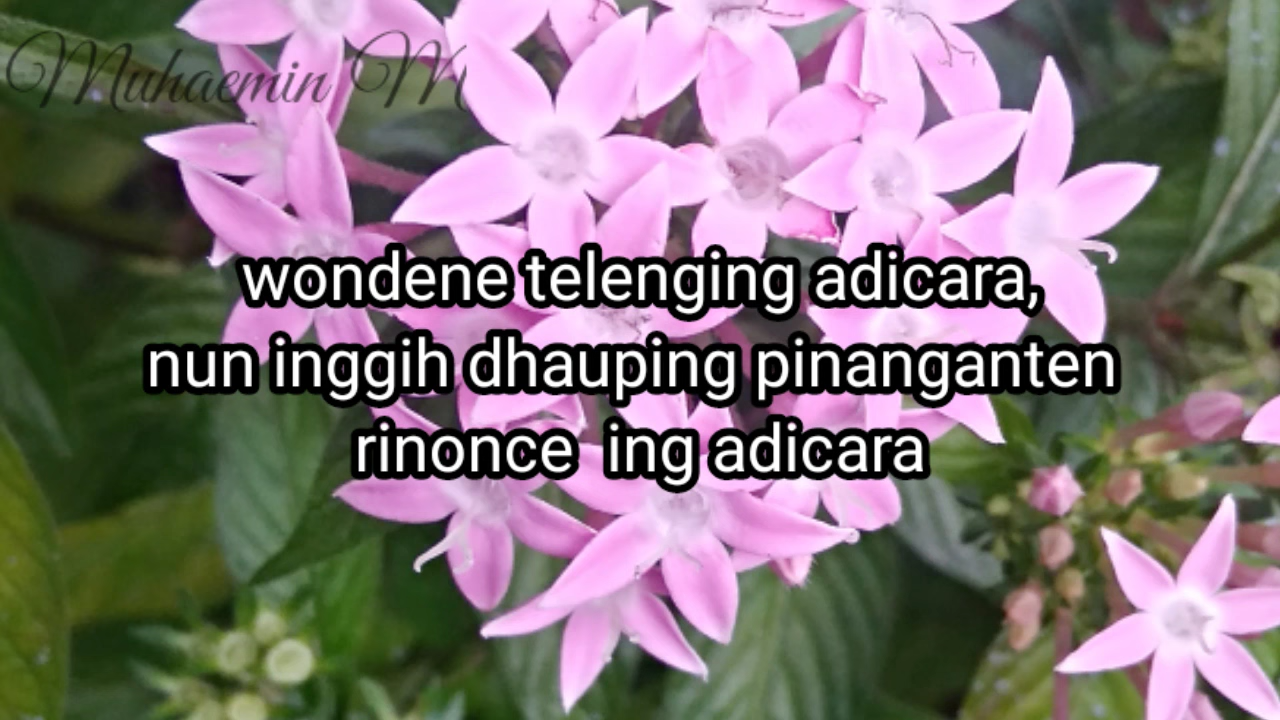 Muhaemin M
wondene telenging adicara,
nun inggih dhauping pinanganten
rinonce ing adicara